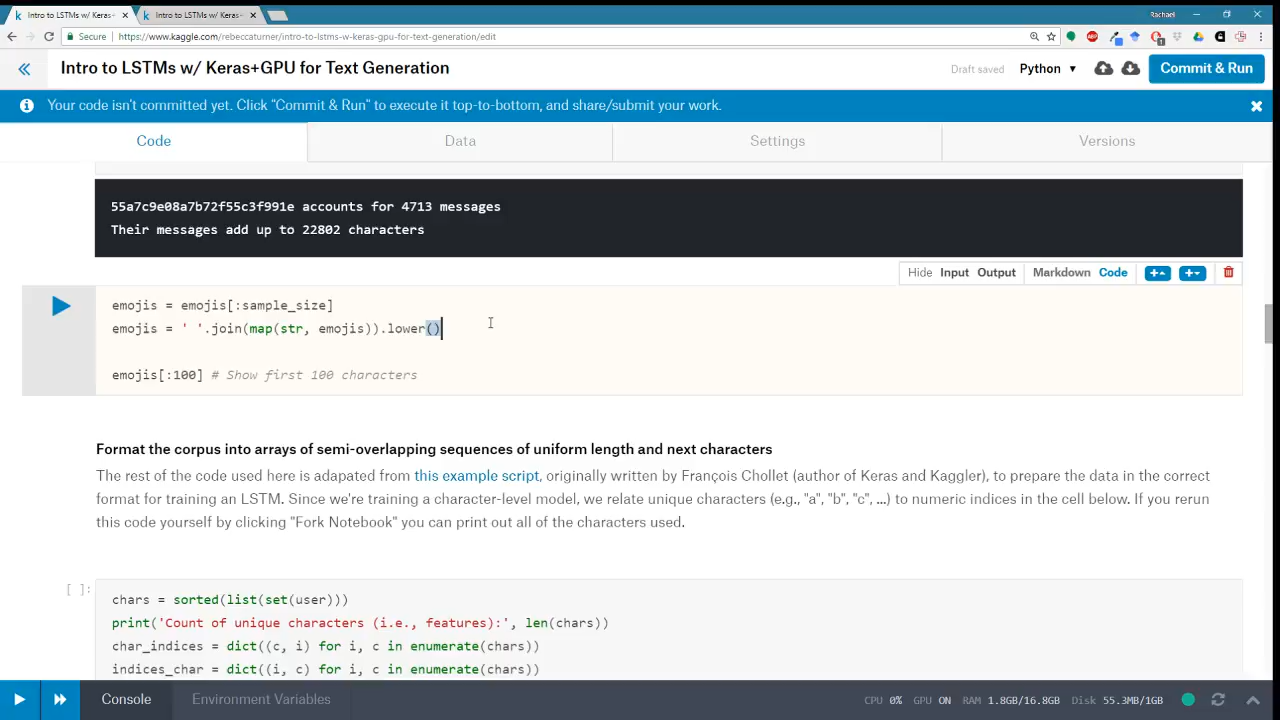 Intro to LSTMs w/ Keras+
Intro to LSTMs w/ Keras+
Rachael
Secure
https://www.kaggle.com/rebeccaturner/intro-to-lstms-w-keras-gpu-for-text-generation/edit
Intro to LSTMs w/ Keras+GPU for Text Generation
Draft saved
Python
Commit & Run
Your code isn't committed yet. Click "Commit & Run" to execute it top-to-bottom, and share/submit your work.
Code
Data
Settings
Versions
55a7c9e08a7b72f55c3f991e accounts for 4713 messages
Their messages add up to 22802 characters
Hide Input Output Markdown Code
emojis = emojis[:sample_size]
emojis = ' '.join(map(str, emojis)).lower()
emojis[:100] # Show first 100 characters
Format the corpus into arrays of semi-overlapping sequences of uniform length and next characters
The rest of the code used here is adapated from this example script, originally written by François Chollet (author of Keras and Kaggler), to prepare the data in the correct
format for training an LSTM. Since we're training a character-level model, we relate unique characters (e.g., "a", "b", "c", ...) to numeric indices in the cell below. If you rerun
this code yourself by clicking "Fork Notebook" you can print out all of the characters used.
[ ]:
chars = sorted(list(set(user)))
print('Count of unique characters (i.e., features):', len(chars))
char_indices = dict((c, i) for i, c in enumerate(chars))
indices_char = dict((i, c) for i, c in enumerate(chars))
Console
Environment Variables
CPU 0% GPU ON RAM 1.8GB/16.8GB Disk 55.3MB/1GB